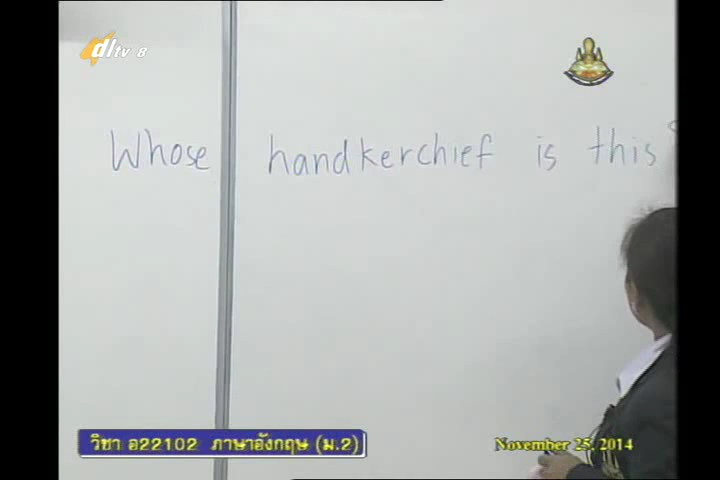 dltv 8
Whose handkerchief is this?
วิชา อ22102 ภาษาอังกฤษ (ม.2)
November 25, 2014